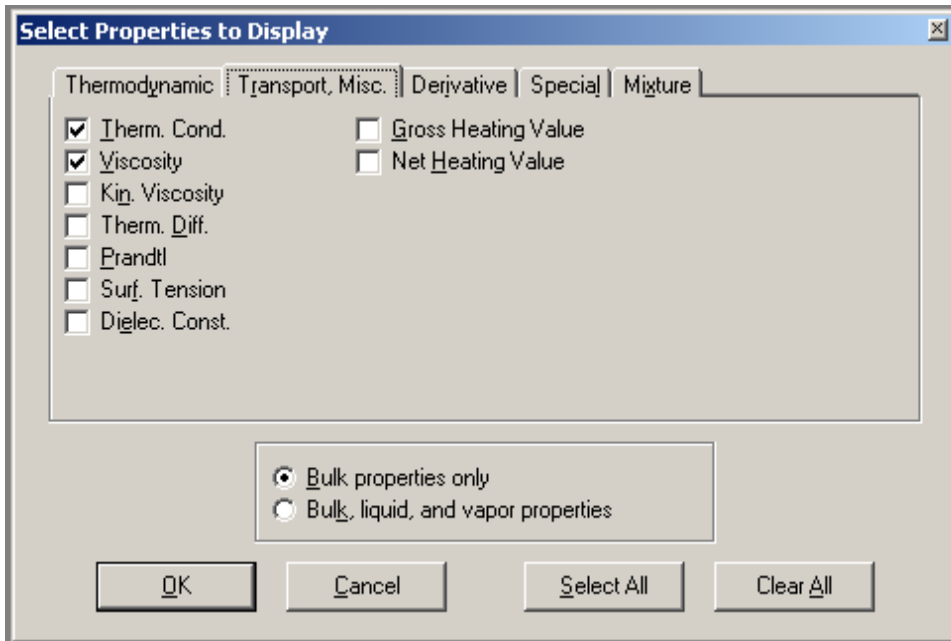 Select Properties to Display
Thermodynamic Transport, Misc. Derivative Special Mixture
Therm. Cond. Gross Heating Value
Viscosity Net Heating Value
Kin. Viscosity
Therm. Diff.
Prandtl
Surf. Tension
Dielec. Const.
Bulk properties only
Bulk, liquid, and vapor properties
OK Cancel Select All Clear All